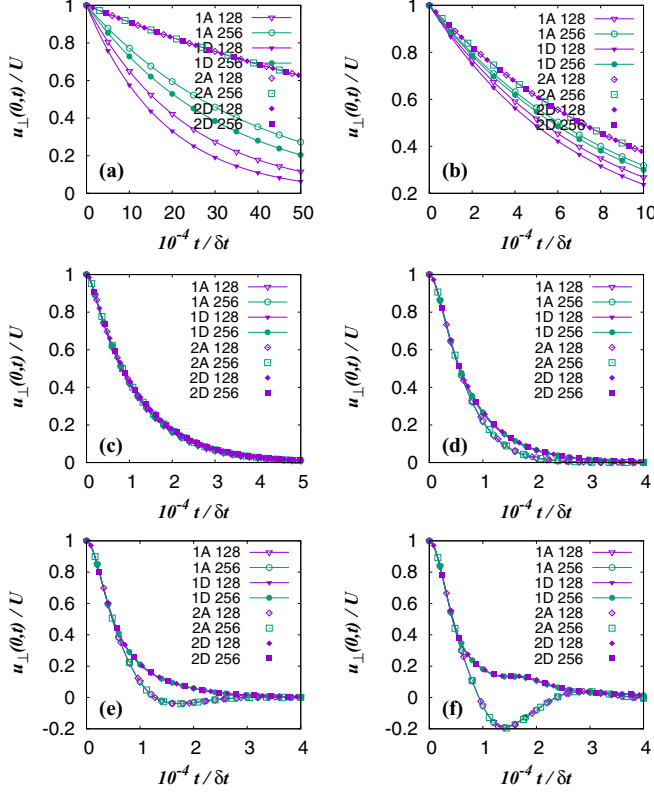 u⊥(0,t) / U
1
0.8
0.6
0.4
0.2
0
1A 128
1A 256
1D 128
1D 256
2A 128
2A 256
2D 128
2D 256
(a)
0 10 20 30 40 50
10^-4 t / δt
u⊥(0,t) / U
1
0.8
0.6
0.4
0.2
1A 128
1A 256
1D 128
1D 256
2A 128
2A 256
2D 128
2D 256
(b)
0 2 4 6 8 10
10^-4 t / δt
u⊥(0,t) / U
1
0.8
0.6
0.4
0.2
0
1A 128
1A 256
1D 128
1D 256
2A 128
2A 256
2D 128
2D 256
(c)
0 1 2 3 4 5
10^-4 t / δt
u⊥(0,t) / U
1
0.8
0.6
0.4
0.2
0
1A 128
1A 256
1D 128
1D 256
2A 128
2A 256
2D 128
2D 256
(d)
0 1 2 3 4
10^-4 t / δt
u⊥(0,t) / U
1
0.8
0.6
0.4
0.2
0
-0.2
1A 128
1A 256
1D 128
1D 256
2A 128
2A 256
2D 128
2D 256
(e)
0 1 2 3 4
10^-4 t / δt
u⊥(0,t) / U
1
0.8
0.6
0.4
0.2
0
-0.2
1A 128
1A 256
1D 128
1D 256
2A 128
2A 256
2D 128
2D 256
(f)
0 1 2 3 4
10^-4 t / δt